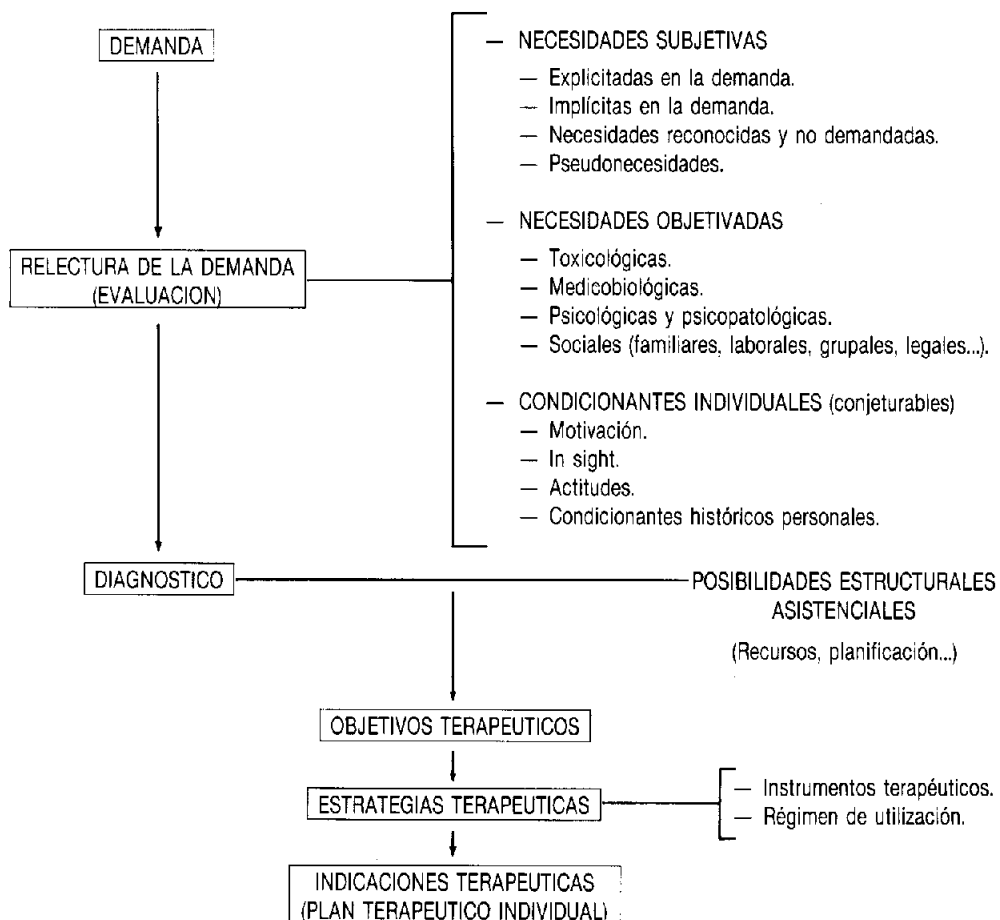 DEMANDA
— NECESIDADES SUBJETIVAS
— Explicitadas en la demanda.
— Implícitas en la demanda.
— Necesidades reconocidas y no demandadas.
— Pseudonecesidades.
— NECESIDADES OBJETIVADAS
— Toxicológicas.
— Medicobiológicas.
— Psicológicas y psicopatológicas.
— Sociales (familiares, laborales, grupales, legales...).
RELECTURA DE LA DEMANDA
(EVALUACION)
— CONDICIONANTES INDIVIDUALES (conjeturables)
— Motivación.
— In sight.
— Actitudes.
— Condicionantes históricos personales.
DIAGNOSTICO
POSIBILIDADES ESTRUCTURALES
ASISTENCIALES
(Recursos, planificación...)
OBJETIVOS TERAPEUTICOS
ESTRATEGIAS TERAPEUTICAS
— Instrumentos terapéuticos.
— Régimen de utilización.
INDICACIONES TERAPEUTICAS
(PLAN TERAPEUTICO INDIVIDUAL)